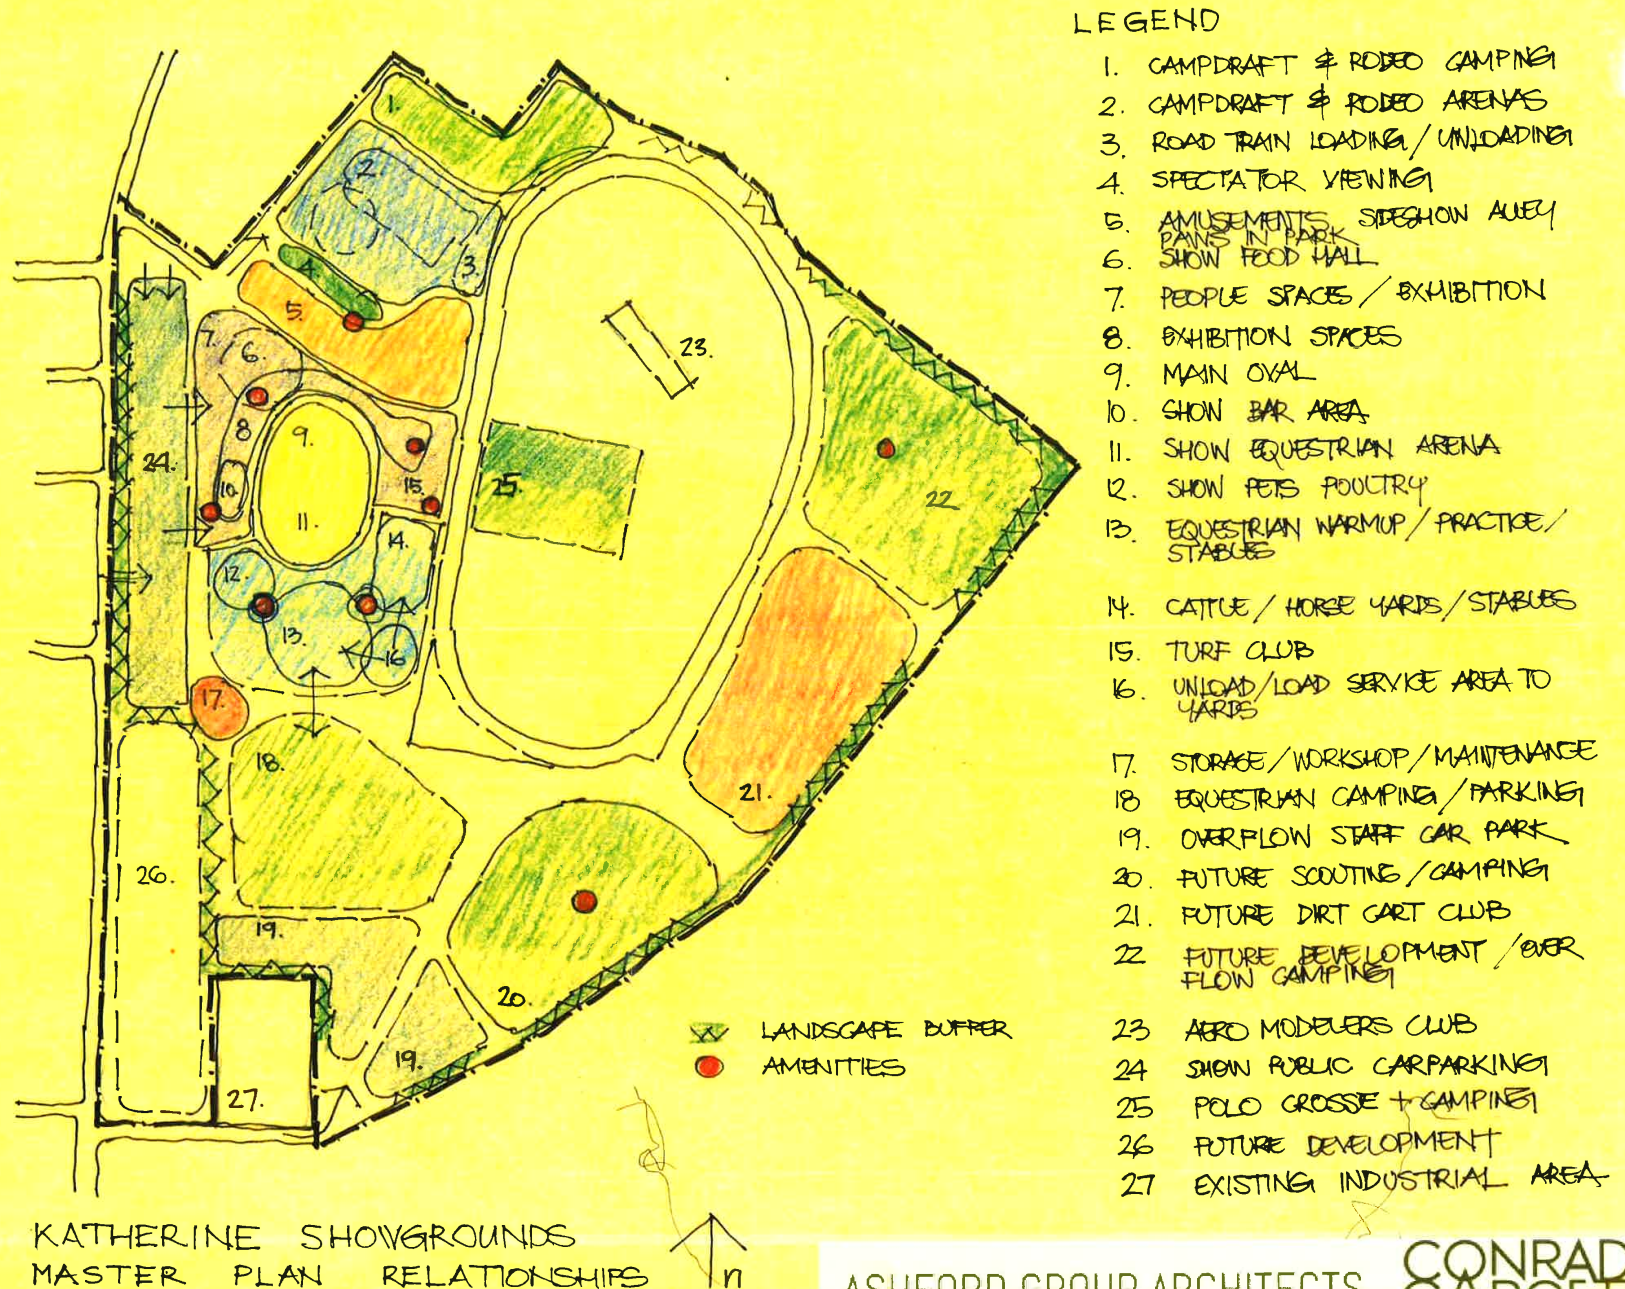 LEGEND
1. CAMPDRAFT & RODEO CAMPING
2. CAMPDRAFT & RODEO ARENAS
3. ROAD TRAIN LOADING / UNLOADING
4. SPECTATOR VIEWING
5. AMUSEMENTS, SIDESHOW ALLEY
PAWS IN PARK
6. SHOW FOOD HALL
7. PEOPLE SPACES / EXHIBITION
8. EXHIBITION SPACES
9. MAIN OVAL
10. SHOW BAR AREA
11. SHOW EQUESTRIAN ARENA
12. SHOW PETS POULTRY
13. EQUESTRIAN WARMUP / PRACTICE /
STABLES
14. CATTLE / HORSE YARDS / STABLES
15. TURF CLUB
16. UNLOAD/LOAD SERVICE AREA TO
YARDS
17. STORAGE / WORKSHOP / MAINTENANCE
18 EQUESTRIAN CAMPING / PARKING
19. OVERFLOW STAFF CAR PARK
20. FUTURE SCOUTING / CAMPING
21. FUTURE DIRT CART CLUB
22 FUTURE DEVELOPMENT / OVER
FLOW CAMPING
23 AERO MODELERS CLUB
24 SHOW PUBLIC CARPARKING
25 POLO CROSSE + CAMPING
26 FUTURE DEVELOPMENT
27 EXISTING INDUSTRIAL AREA
1.
2.
3.
4.
5.
7.
6.
23.
8
9.
24.
10.
15.
25.
22
11.
14.
12.
13.
16
17.
18.
21.
26.
19.
20.
19.
27.
LANDSCAPE BUFFER
AMENITIES
KATHERINE SHOWGROUNDS
MASTER PLAN RELATIONSHIPS
n
ASHFORD GROUP ARCHITECTS
CONRAD